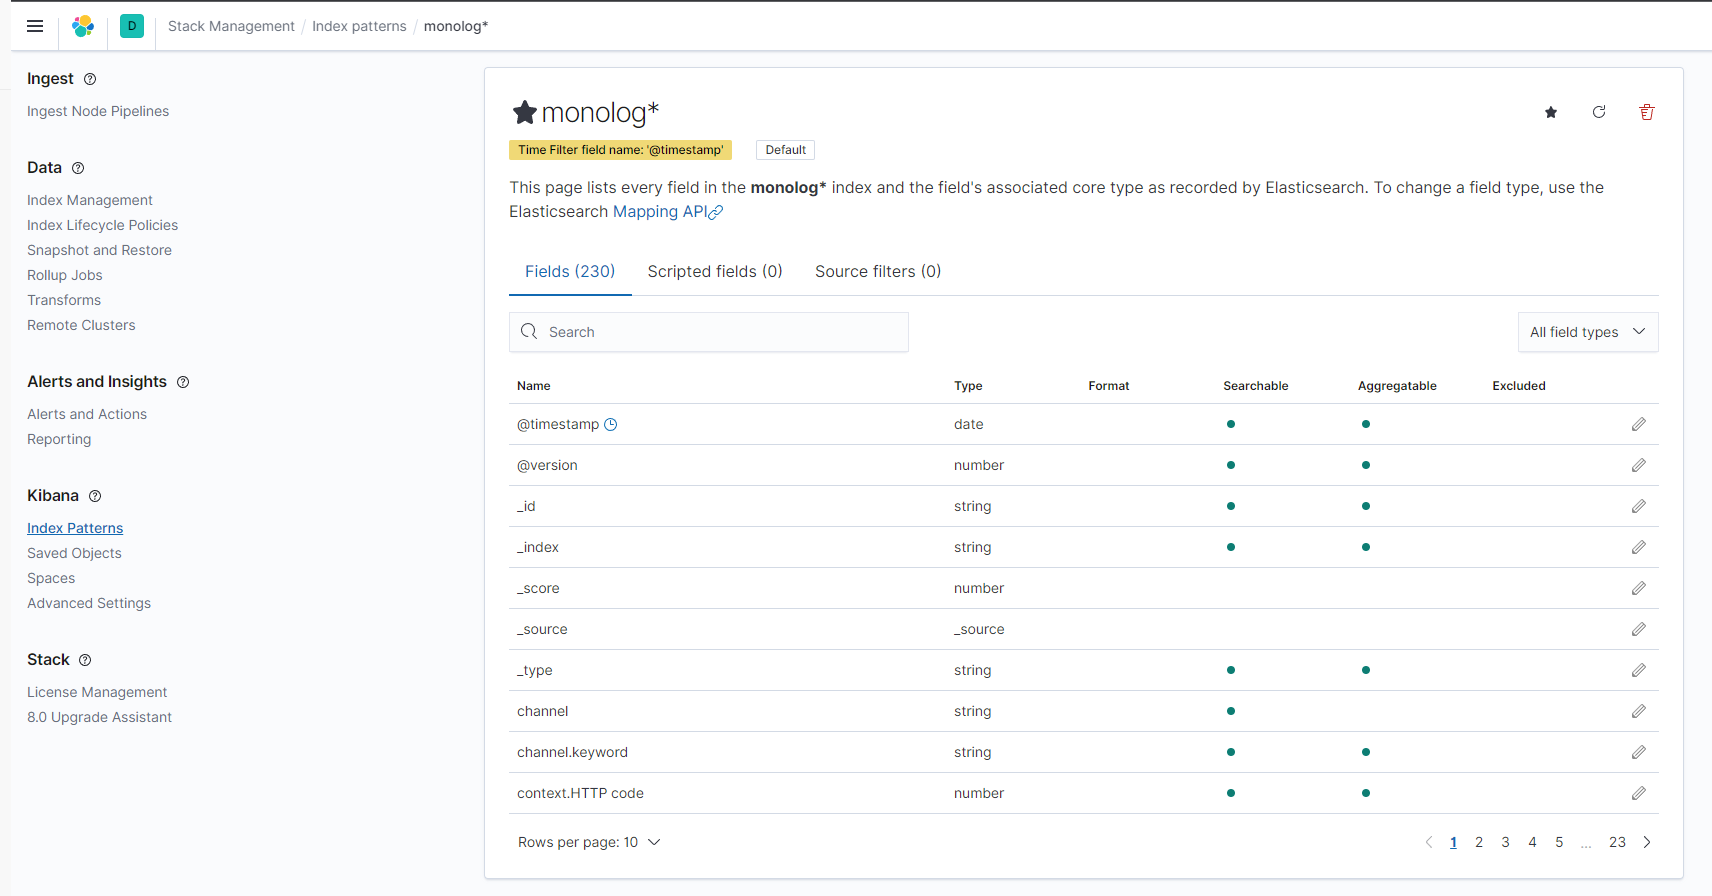 D
Stack Management / Index patterns / monolog*
Ingest
Ingest Node Pipelines
Data
Index Management
Index Lifecycle Policies
Snapshot and Restore
Rollup Jobs
Transforms
Remote Clusters
Alerts and Insights
Alerts and Actions
Reporting
Kibana
Index Patterns
Saved Objects
Spaces
Advanced Settings
Stack
License Management
8.0 Upgrade Assistant
monolog*
Time Filter field name: '@timestamp' Default
This page lists every field in the monolog* index and the field's associated core type as recorded by Elasticsearch. To change a field type, use the
Elasticsearch Mapping API
Fields (230) Scripted fields (0) Source filters (0)
Search All field types
Name Type Format Searchable Aggregatable Excluded
@timestamp date
@version number
_id string
_index string
_score number
_source _source
_type string
channel string
channel.keyword string
context.HTTP code number
Rows per page: 10 1 2 3 4 5 ... 23